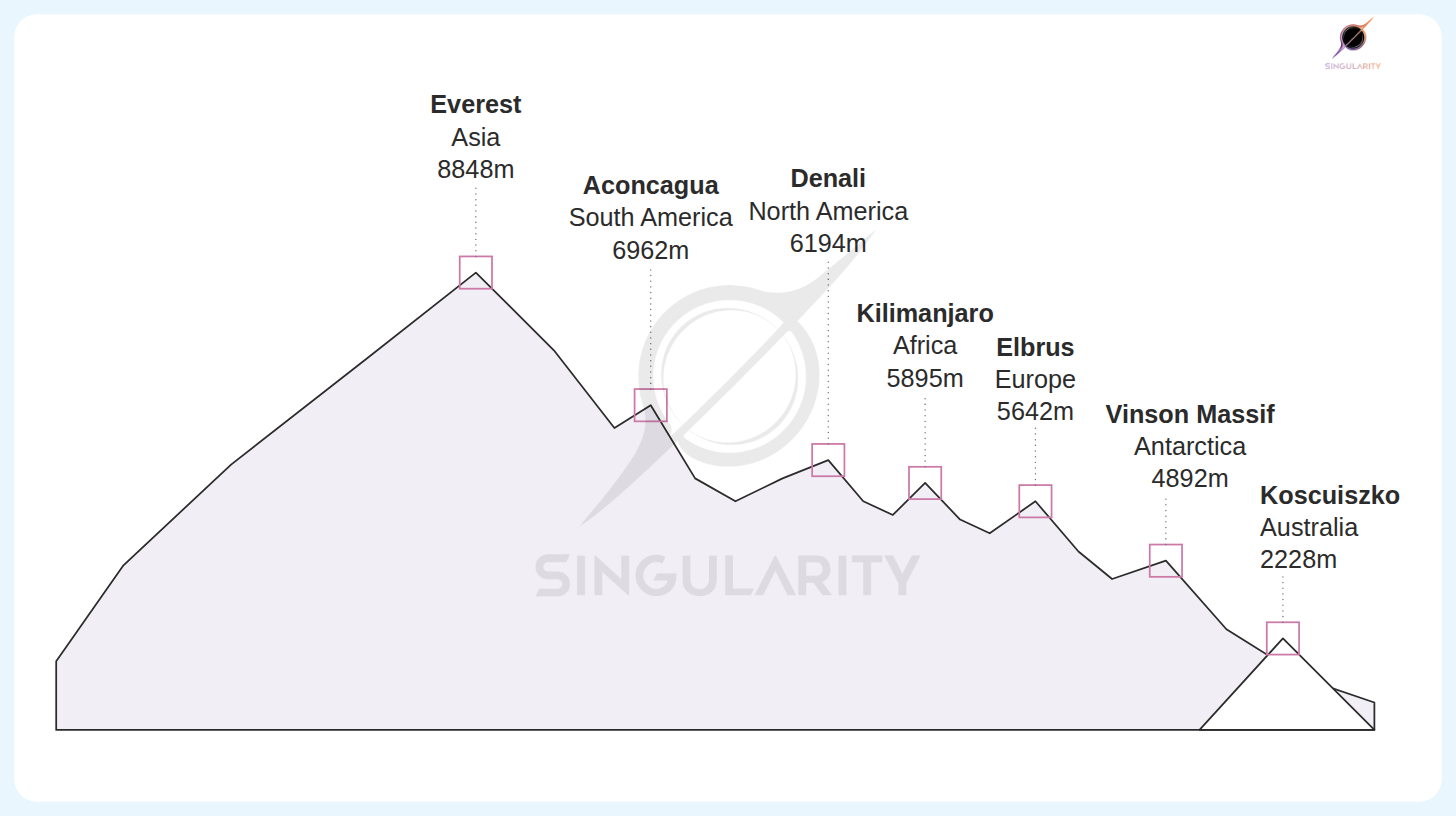 SINGULARITY
Everest
Asia
8848m
Aconcagua
South America
6962m
Denali
North America
6194m
Kilimanjaro
Africa
5895m
Elbrus
Europe
5642m
Vinson Massif
Antarctica
4892m
Koscuiszko
Australia
2228m
SINGULARITY